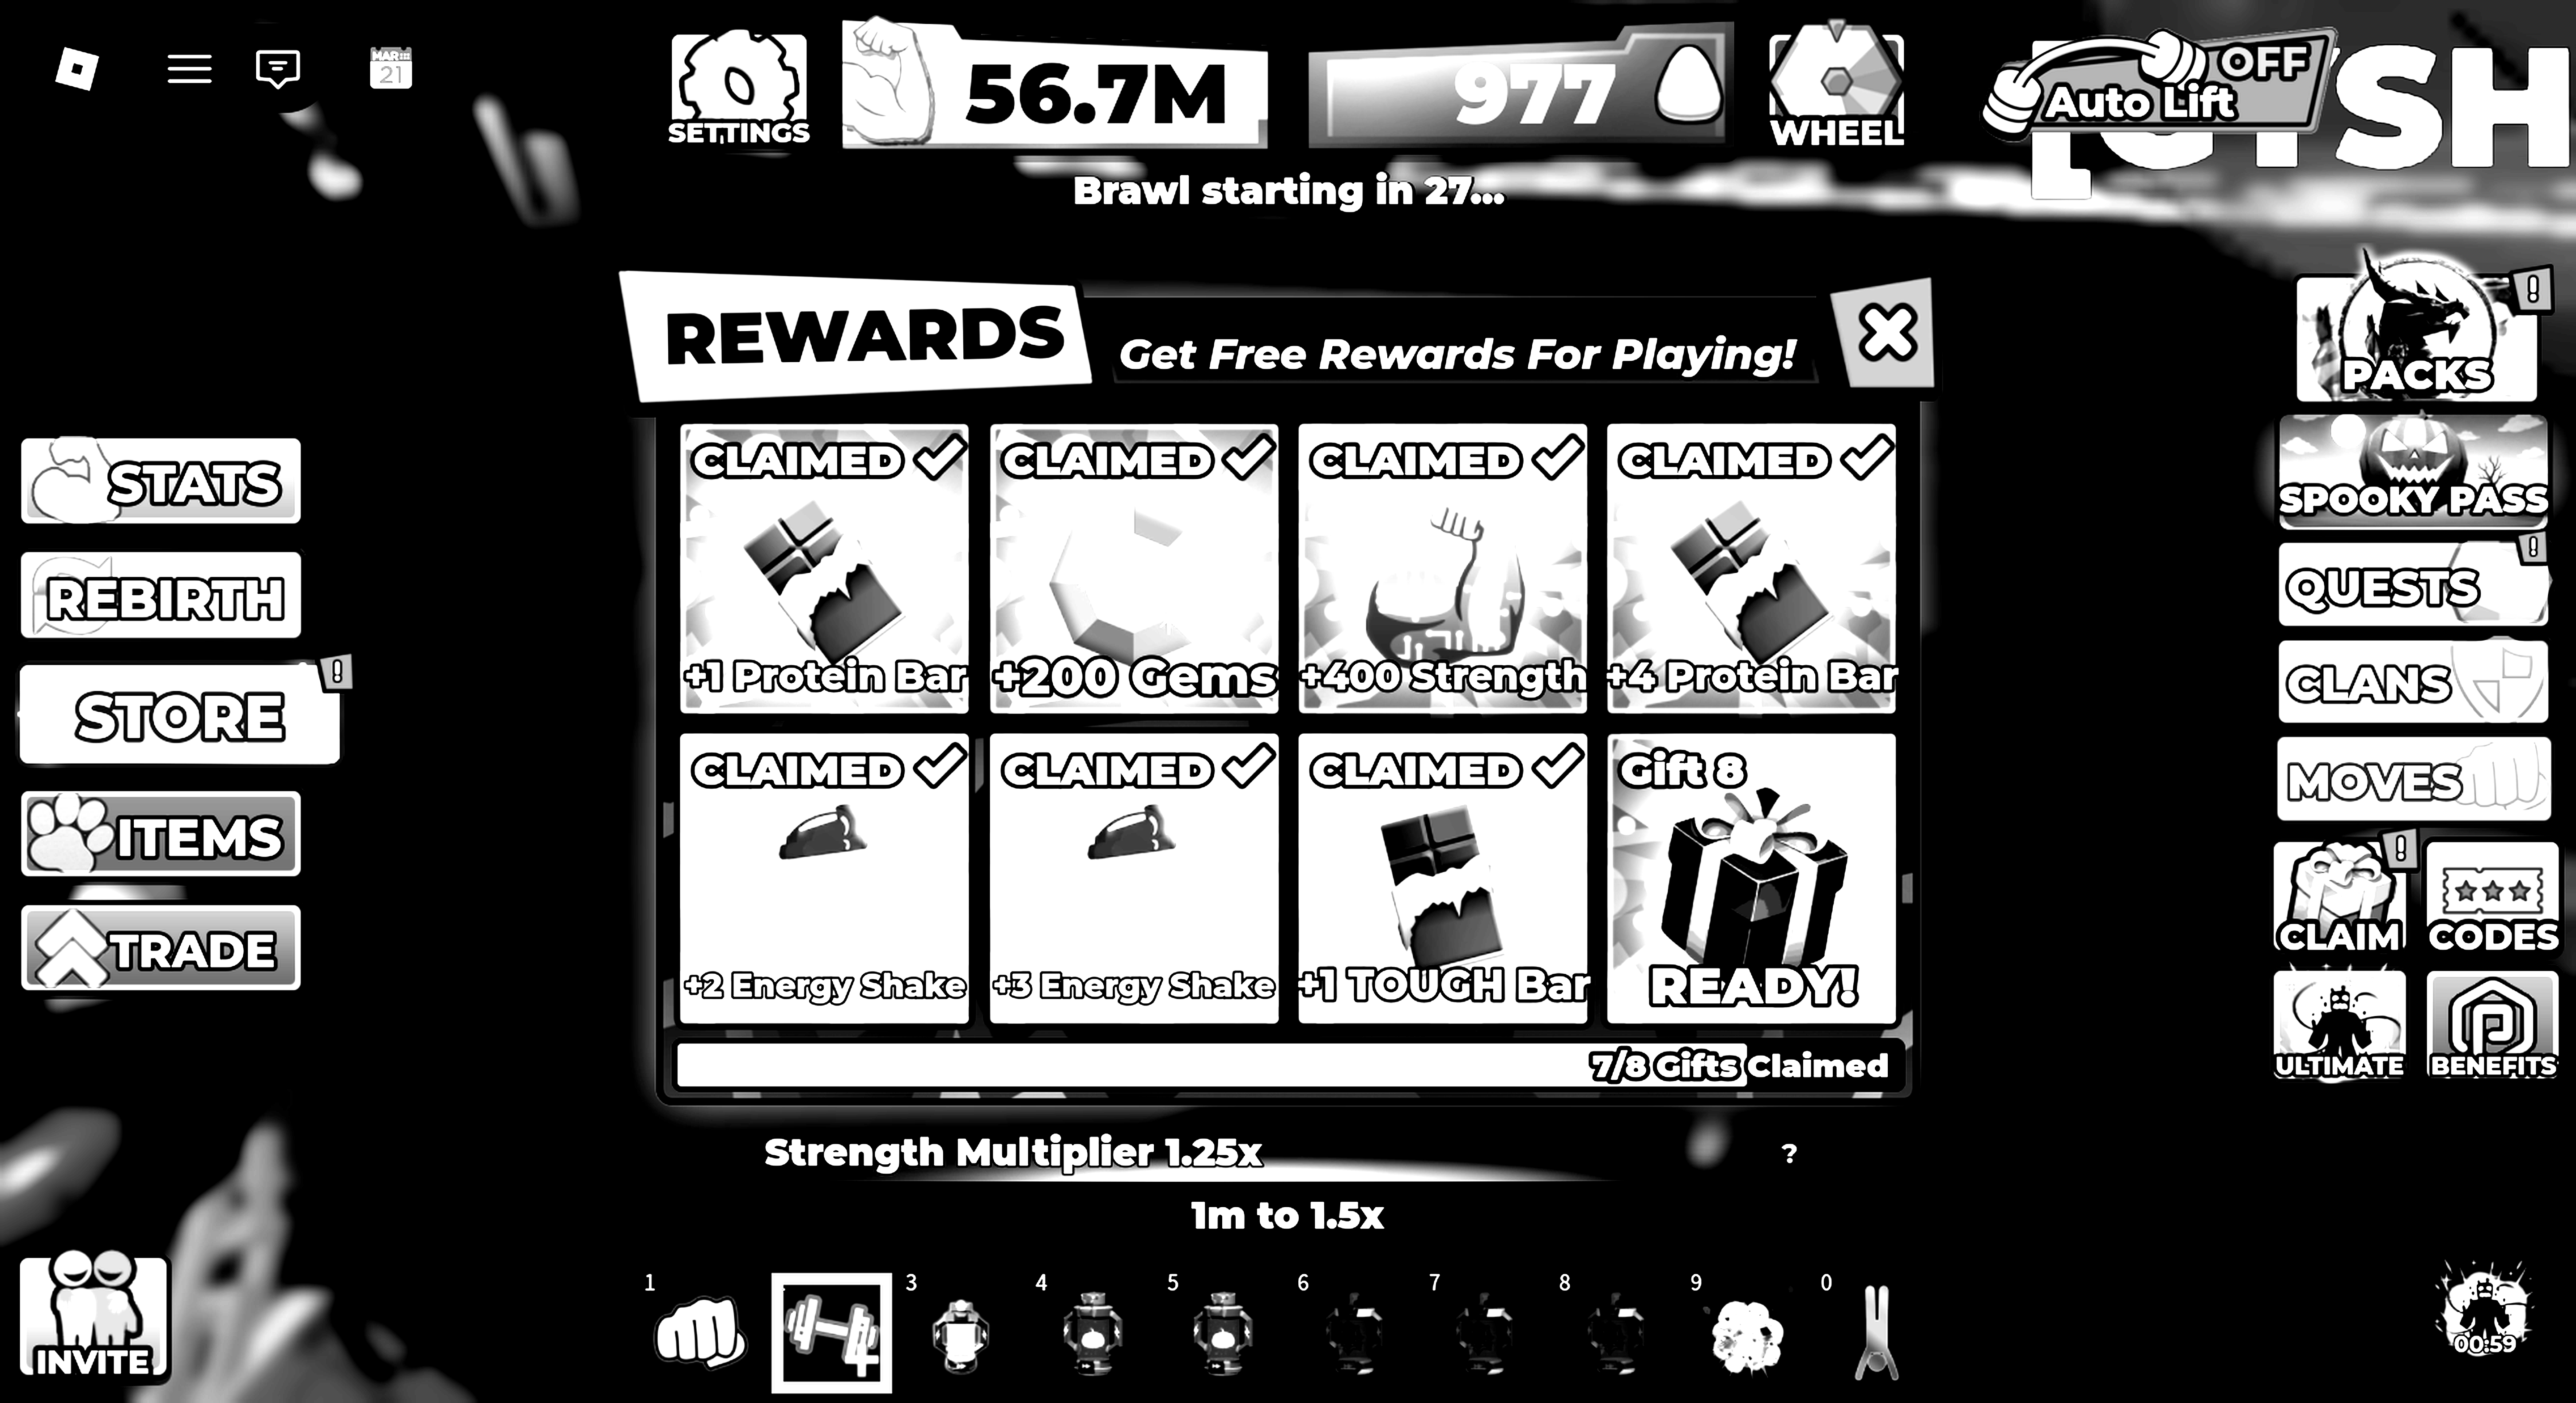 MAR
21
SETTINGS
56.7M
977
WHEEL
OFF
Auto Lift
Brawl starting in 27...
REWARDS
Get Free Rewards For Playing!
PACKS
!
SPOOKY PASS
QUESTS
!
CLANS
MOVES
CLAIM
!
CODES
ULTIMATE
BENEFITS
STATS
REBIRTH
STORE
!
ITEMS
TRADE
CLAIMED
+1 Protein Bar
CLAIMED
+200 Gems
CLAIMED
+400 Strength
CLAIMED
+4 Protein Bar
CLAIMED
+2 Energy Shake
CLAIMED
+3 Energy Shake
CLAIMED
+1 TOUGH Bar
Gift 8
READY!
7/8 Gifts Claimed
Strength Multiplier 1.25x
?
1m to 1.5x
INVITE
1
3
4
5
6
7
8
9
0
00:59